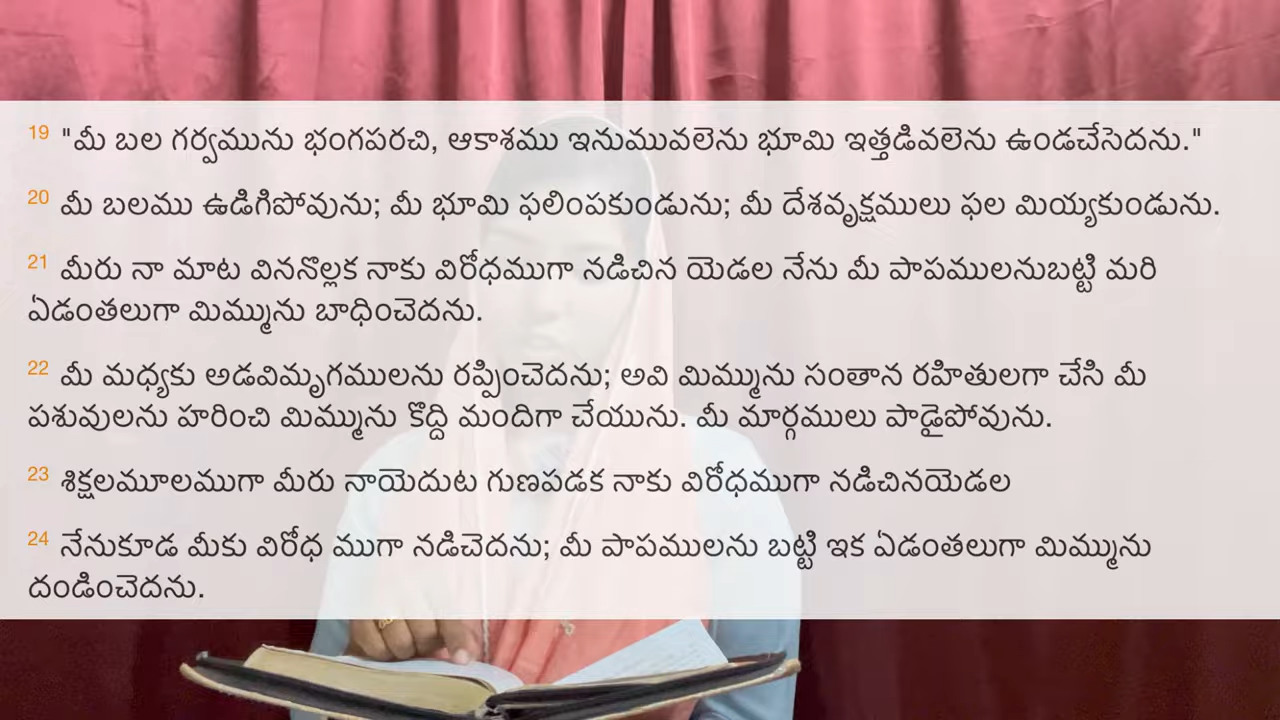 19 "మీ బల గర్వమును భంగపరచి, ఆకాశము ఇనుమువలెను భూమి ఇత్తడివలెను ఉండచేసెదను."
20 మీ బలము ఉడిగిపోవును; మీ భూమి ఫలింపకుండును; మీ దేశవృక్షములు ఫల మియ్యకుండును.
21 మీరు నా మాట విననొల్లక నాకు విరోధముగా నడిచిన యెడల నేను మీ పాపములనుబట్టి మరి
ఏడంతలుగా మిమ్మును బాధించెదను.
22 మీ మధ్యకు అడవిమృగములను రప్పించెదను; అవి మిమ్మును సంతాన రహితులగా చేసి మీ
పశువులను హరించి మిమ్మును కొద్ది మందిగా చేయును. మీ మార్గములు పాడైపోవును.
23 శిక్షలమూలముగా మీరు నాయెదుట గుణపడక నాకు విరోధముగా నడిచినయెడల
24 నేనుకూడ మీకు విరోధ ముగా నడిచెదను; మీ పాపములను బట్టి ఇక ఏడంతలుగా మిమ్మును
దండించెదను.